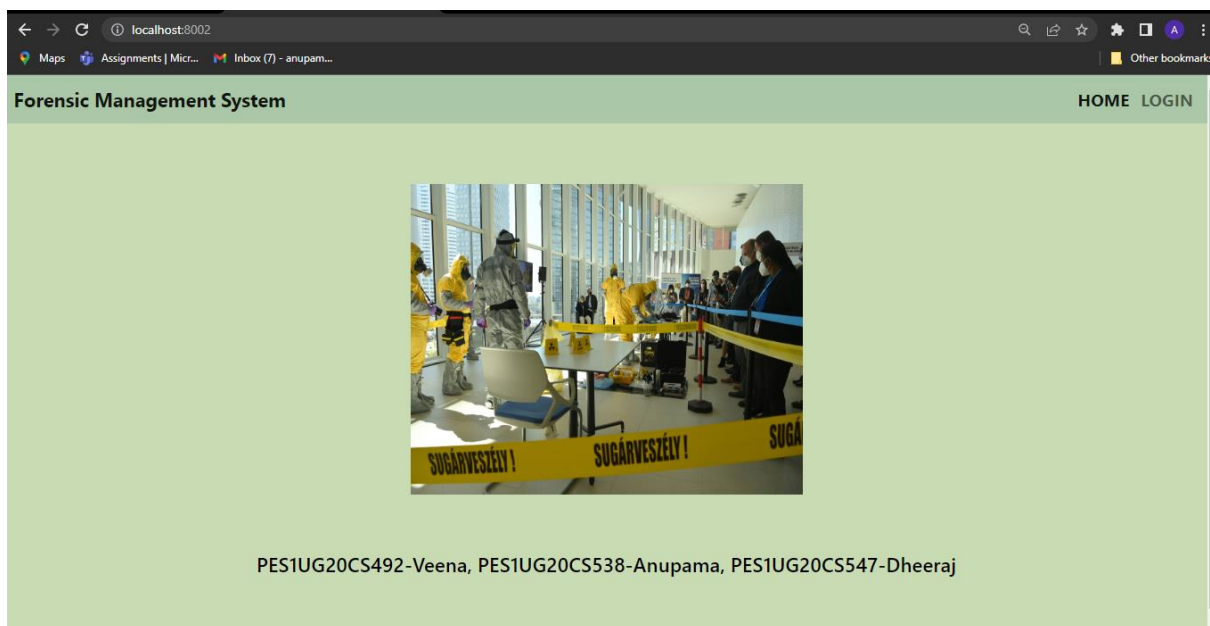 localhost:8002
Maps Assignments | Micr... Inbox (7) - anupam... Other bookmarks
Forensic Management System HOME LOGIN
SUGÁRVESZÉLY ! SUGÁRVESZÉLY ! SUGÁ
PES1UG20CS492-Veena, PES1UG20CS538-Anupama, PES1UG20CS547-Dheeraj